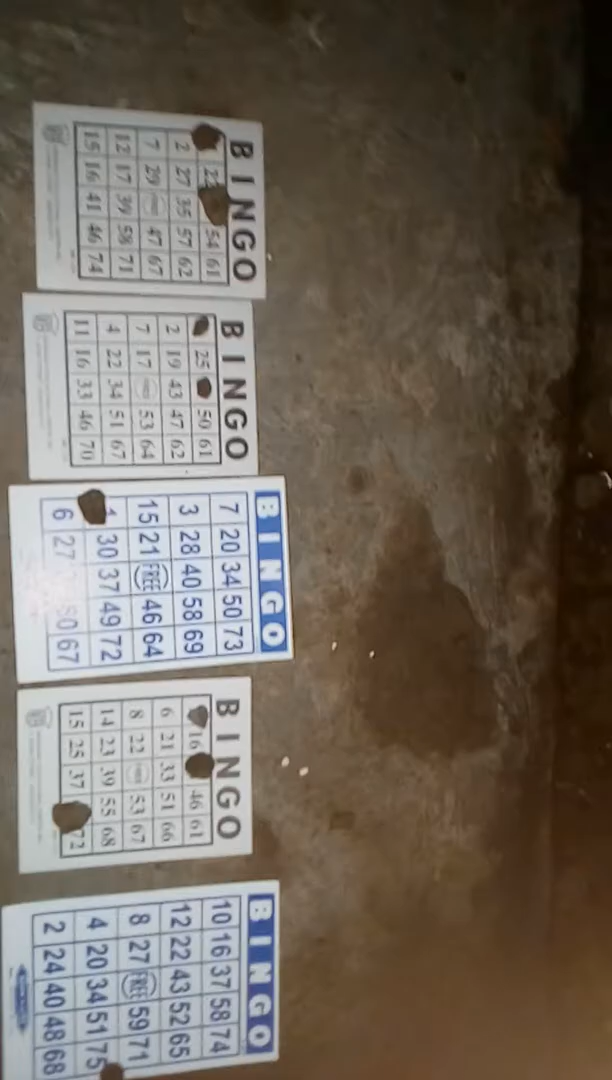 BINGO
23 54 61
2 27 35 57 62
7 29 47 67
12 17 39 58 71
15 16 41 46 74
BINGO
25 50 61
2 19 43 47 62
7 17 53 64
4 22 34 51 67
11 16 33 46 70
BINGO
7 20 34 50 73
3 28 40 58 69
15 21 FREE 46 64
30 37 49 72
6 27 67
BINGO
16 46 61
6 21 33 51 66
8 22 53 67
14 23 39 55 68
15 25 37 72
BINGO
10 16 37 58 74
12 22 43 52 65
8 27 FREE 59 71
4 20 34 51 75
2 24 40 48 68